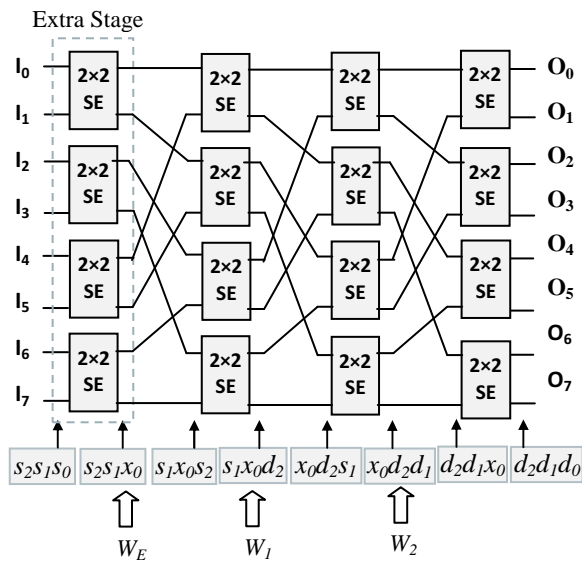 Extra Stage
I0 2×2 SE 2×2 SE 2×2 SE 2×2 SE O0
I1 O1
I2 2×2 SE 2×2 SE 2×2 SE 2×2 SE O2
I3 O3
I4 2×2 SE 2×2 SE 2×2 SE 2×2 SE O4
I5 O5
I6 2×2 SE 2×2 SE 2×2 SE 2×2 SE O6
I7 O7
s2s1s0 s2s1x0 s1x0s2 s1x0d2 x0d2s1 x0d2d1 d2d1x0 d2d1d0
WE W1 W2